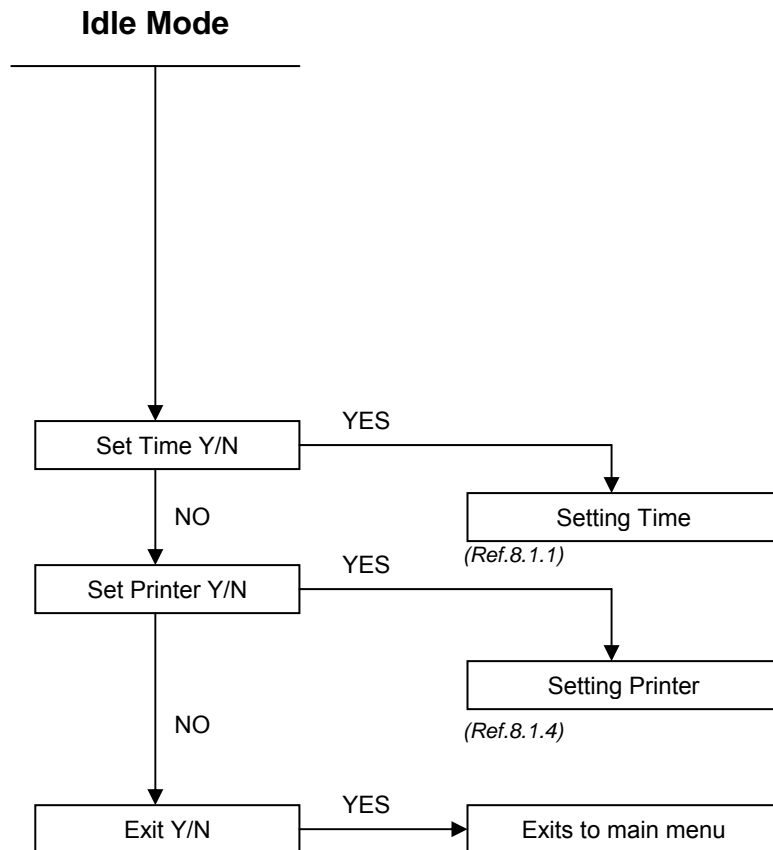 Idle Mode
YES
Set Time Y/N
NO
Setting Time
(Ref.8.1.1)
YES
Set Printer Y/N
Setting Printer
NO
(Ref.8.1.4)
YES
Exit Y/N
Exits to main menu